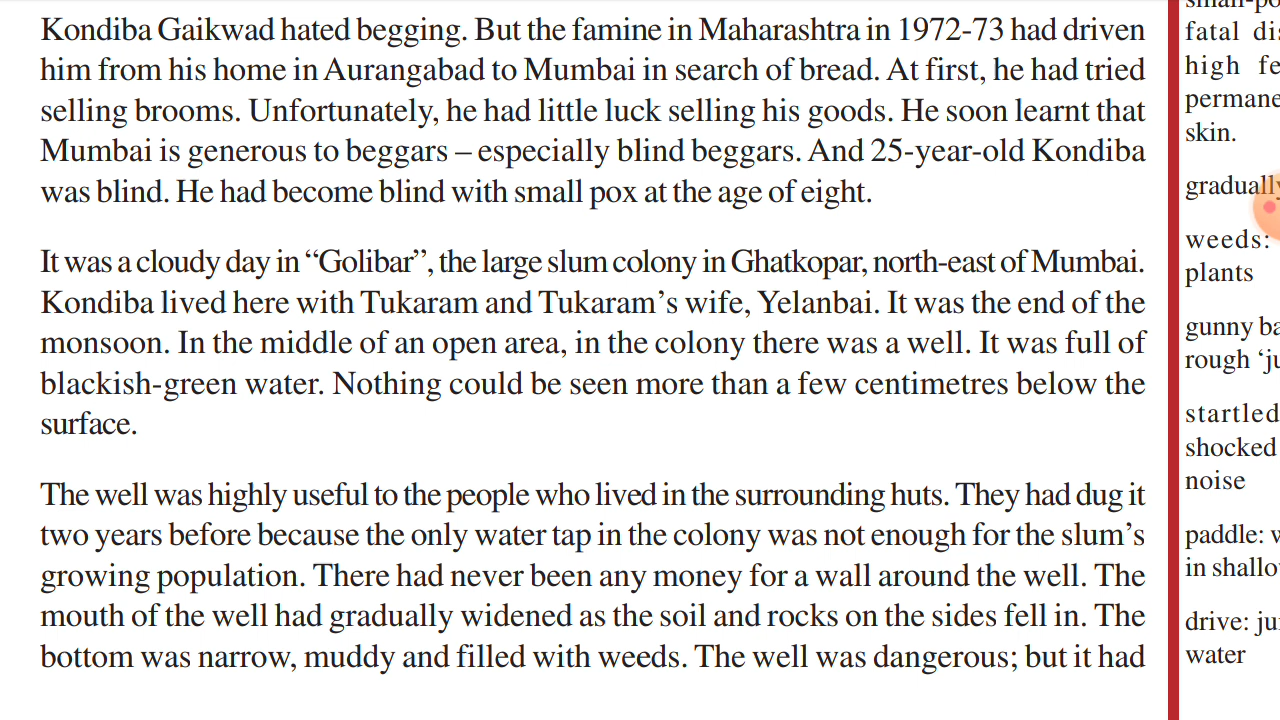 Kondiba Gaikwad hated begging. But the famine in Maharashtra in 1972-73 had driven
him from his home in Aurangabad to Mumbai in search of bread. At first, he had tried
selling brooms. Unfortunately, he had little luck selling his goods. He soon learnt that
Mumbai is generous to beggars – especially blind beggars. And 25-year-old Kondiba
was blind. He had become blind with small pox at the age of eight.
It was a cloudy day in “Golibar”, the large slum colony in Ghatkopar, north-east of Mumbai.
Kondiba lived here with Tukaram and Tukaram’s wife, Yelanbai. It was the end of the
monsoon. In the middle of an open area, in the colony there was a well. It was full of
blackish-green water. Nothing could be seen more than a few centimetres below the
surface.
The well was highly useful to the people who lived in the surrounding huts. They had dug it
two years before because the only water tap in the colony was not enough for the slum’s
growing population. There had never been any money for a wall around the well. The
mouth of the well had gradually widened as the soil and rocks on the sides fell in. The
bottom was narrow, muddy and filled with weeds. The well was dangerous; but it had
fatal
high
skin.
gradually
weeds:
plants
gunny
rough
startled
shocked
noise
paddle:
in
drive:
water